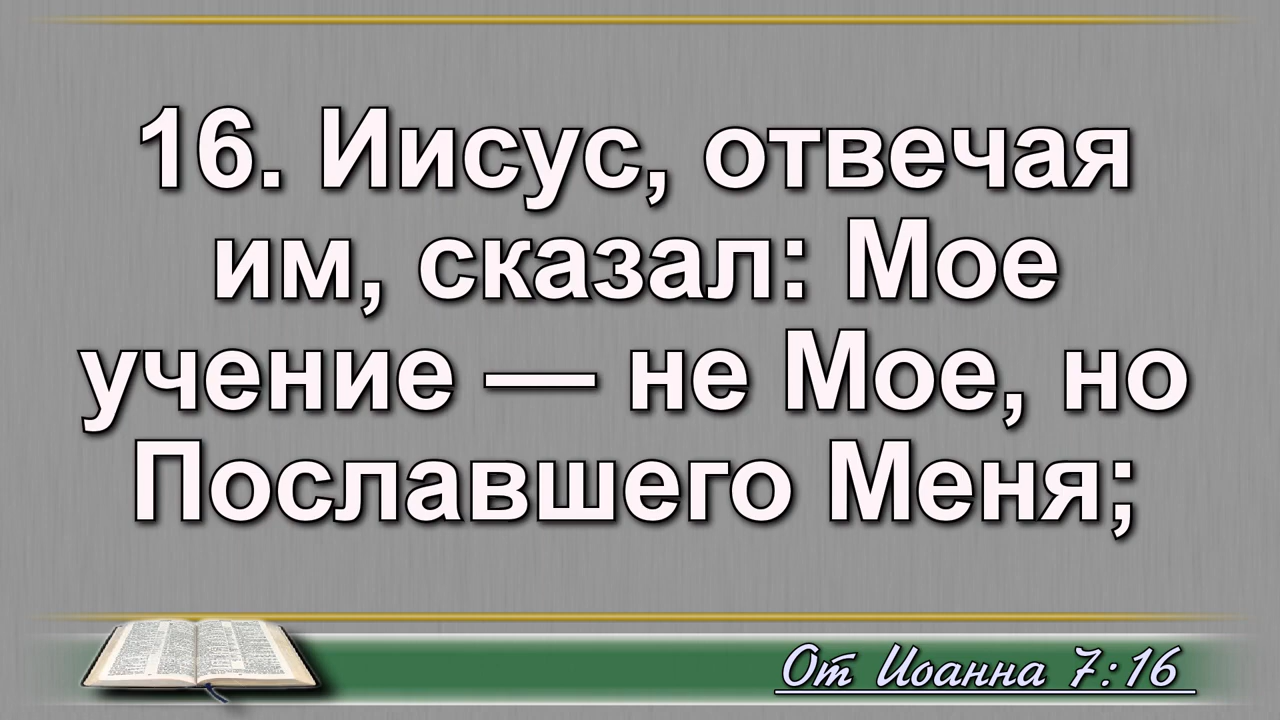 16. Иисус, отвечая
им, сказал: Мое
учение — не Мое, но
Пославшего Меня;
От Иоанна 7:16